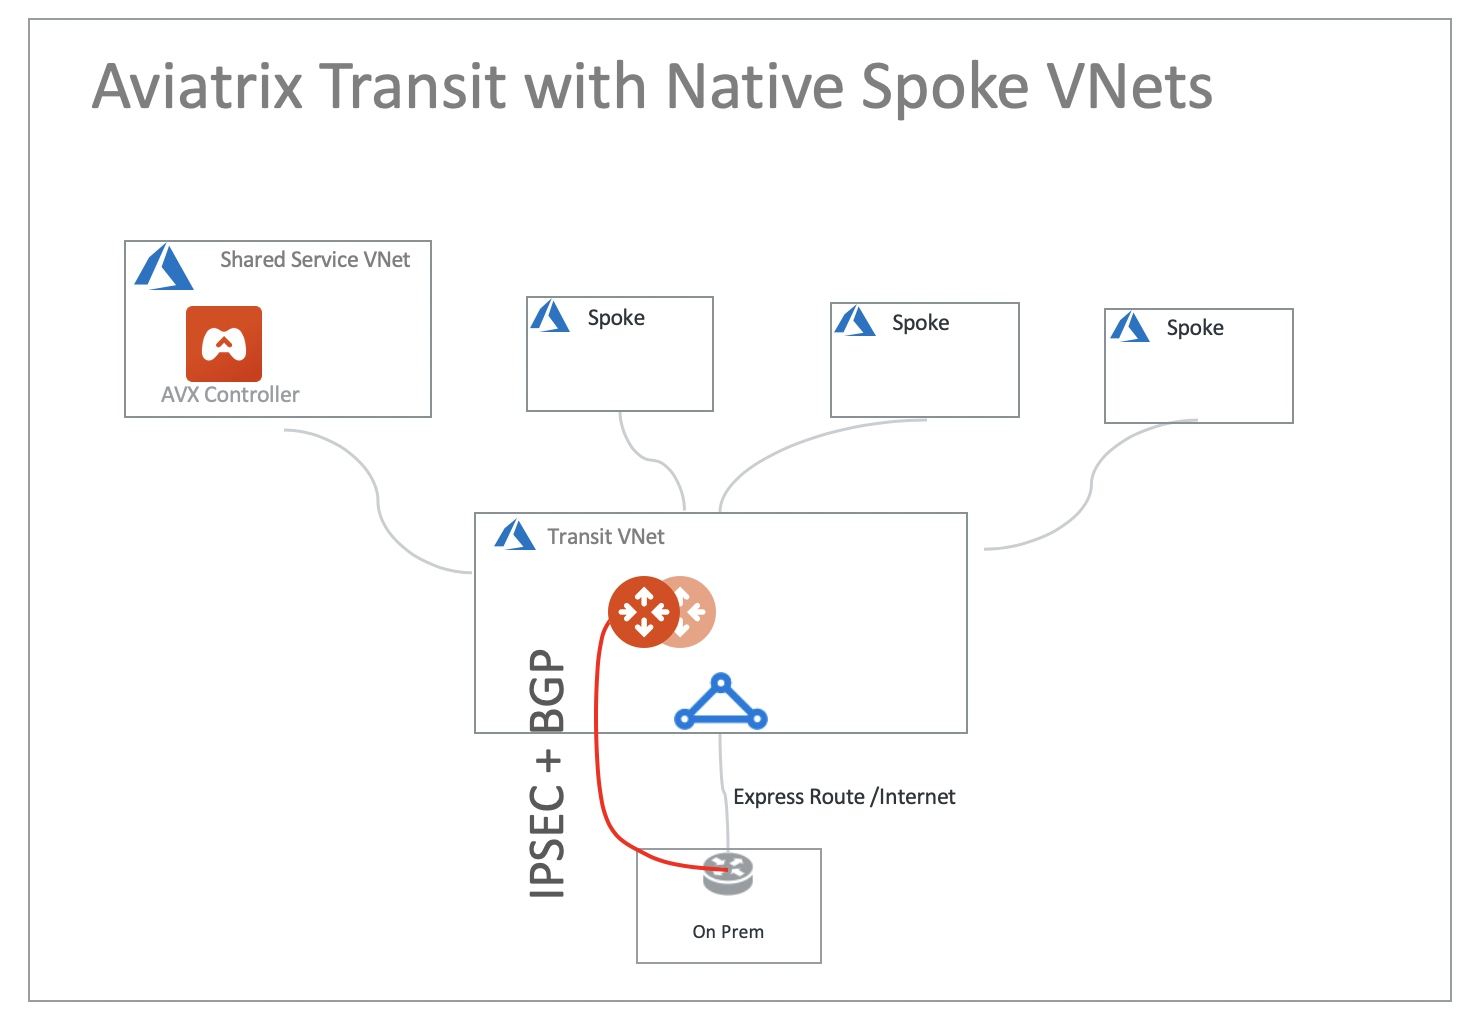 Aviatrix Transit with Native Spoke VNets
Shared Service VNet
AVX Controller
Spoke
Spoke
Spoke
Transit VNet
IPSEC + BGP
Express Route /Internet
On Prem